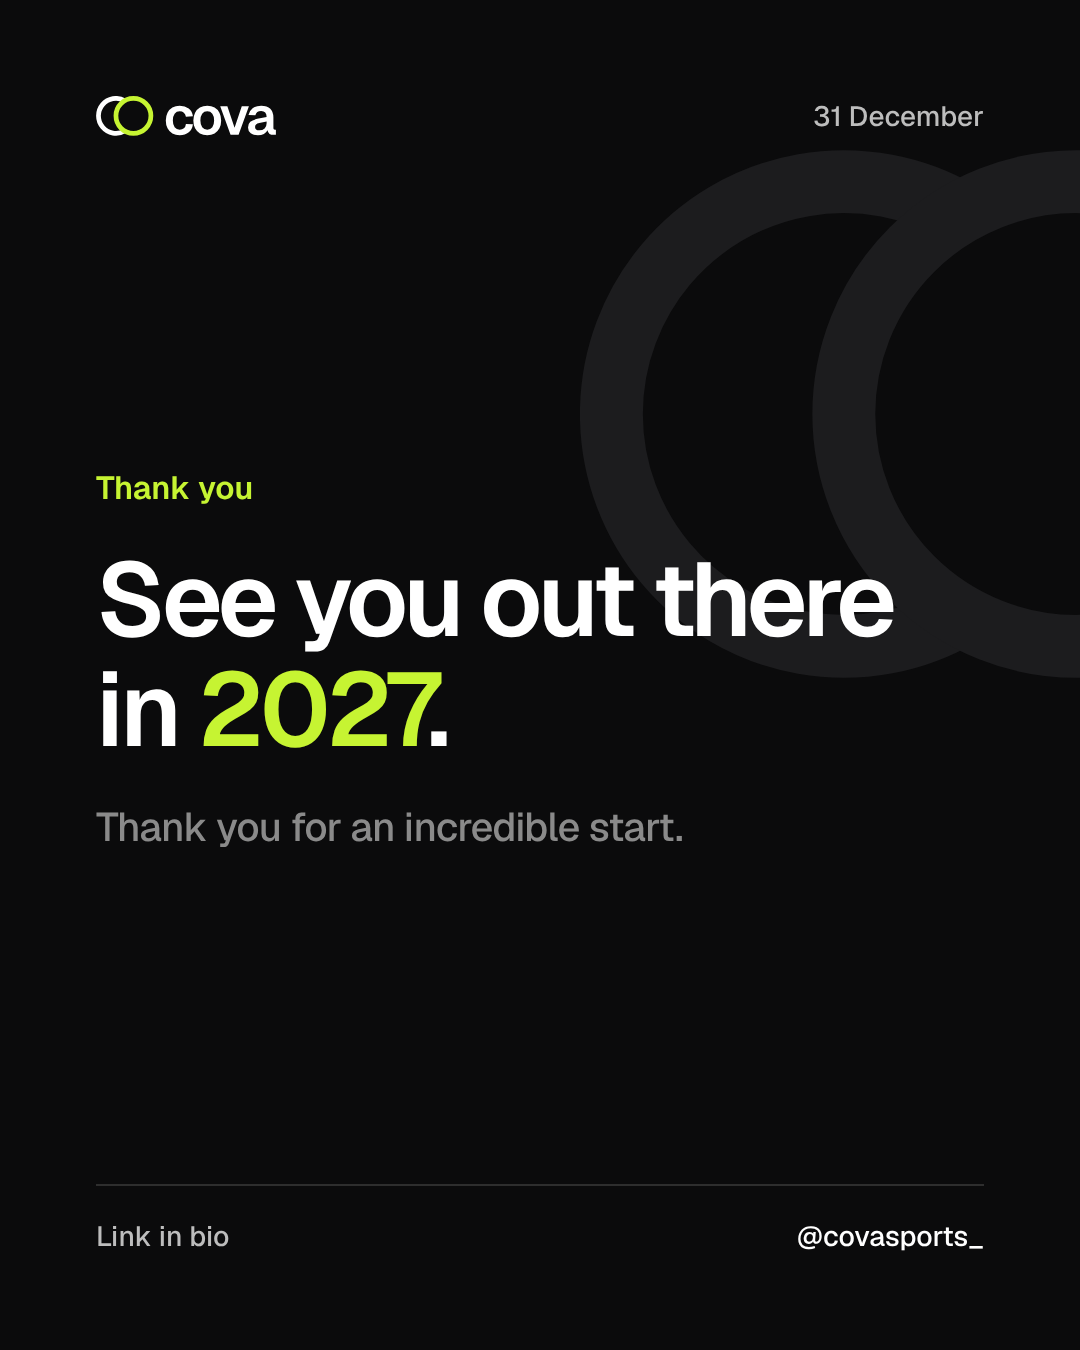 cova
31 December
Thank you
See you out there
in 2027.
Thank you for an incredible start.
Link in bio
@covasports_